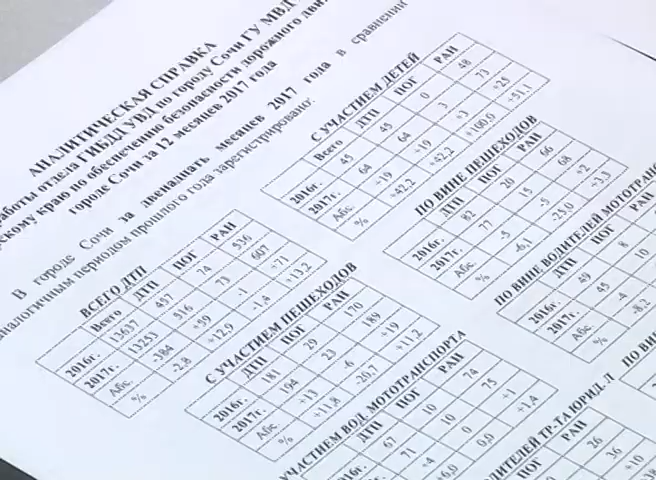 АНАЛИТИЧЕСКАЯ СПРАВКА
работы отдела ГИБДД УВД по городу Сочи ГУ МВД
скому краю по обеспечению безопасности дорожного дви
городе Сочи за 12 месяцев 2017 года
В городе Сочи за двенадцать месяцев 2017 года в сравнении
аналогичным периодом прошлого года зарегистрировано:
ВСЕГО ДТП
Всего ДТП ПОГ РАН
2016г. 13637 457 74 536
2017г. 13253 516 73 607
Абс. -384 +59 -1 +71
% -2,8 +12,9 -1,4 +13,2
С УЧАСТИЕМ ДЕТЕЙ
Всего ДТП ПОГ РАН
2016г. 45 45 0 48
2017г. 64 64 3 73
Абс. +19 +19 +3 +25
% +42,2 +42,2 +100,0 +51,1
С УЧАСТИЕМ ПЕШЕХОДОВ
ДТП ПОГ РАН
2016г. 181 29 170
2017г. 194 23 189
Абс. +13 -6 +19
% +11,8 -20,7 +11,2
ПО ВИНЕ ПЕШЕХОДОВ
ДТП ПОГ РАН
2016г. 82 20 66
2017г. 77 15 68
Абс. -5 -5 +2
% -6,1 -25,0 +3,3
УЧАСТИЕМ ВОД. МОТОТРАНСПОРТА
ДТП ПОГ РАН
16г. 67 10 74
71 10 75
+4 0 +1
+6,0 0,0 +1,4
ПО ВИНЕ ВОДИТЕЛЕЙ МОТОТРАН
ДТП ПОГ РА
2016г. 49 8
2017г. 45 10
Абс. -4
% -8,2
ДИТЕЛЕЙ ТР-ТА ЮРИД. Л
ПОГ РАН
26
36
+10
ПО ВИН